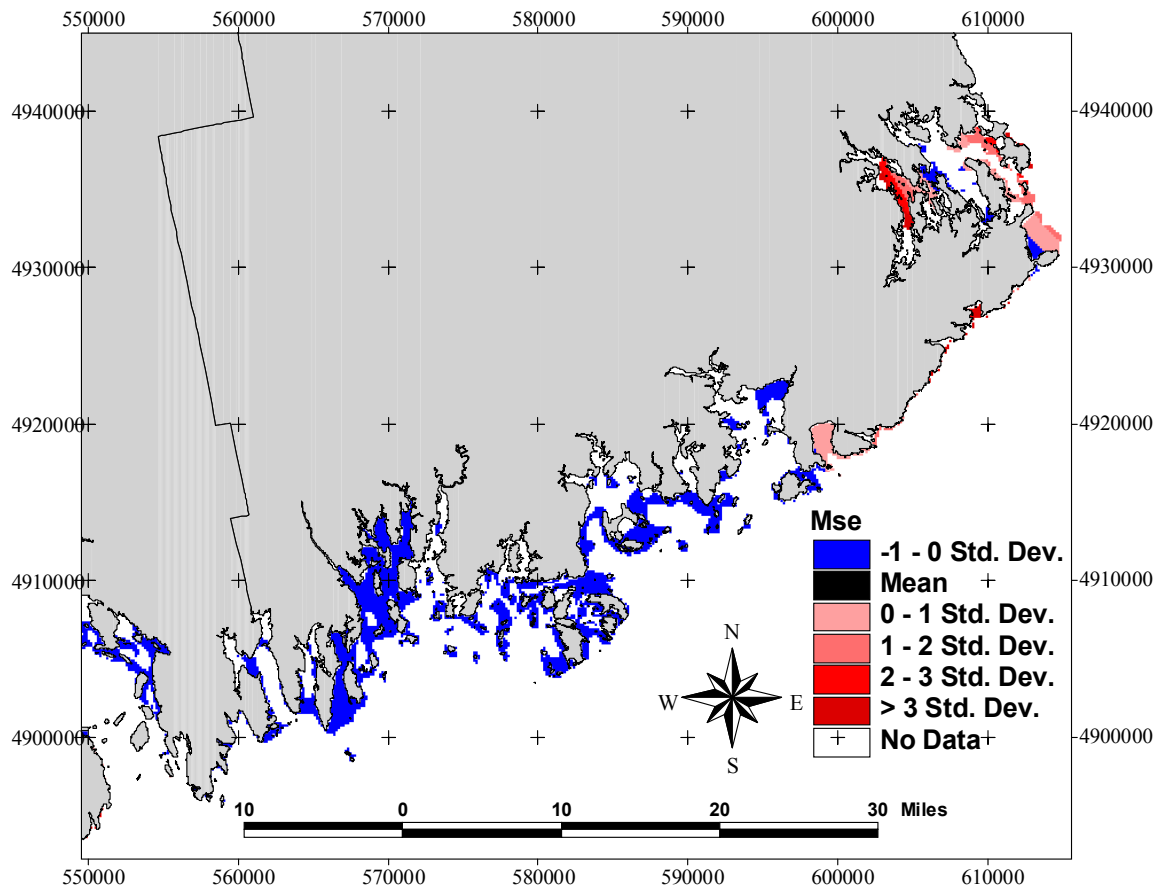 550000 560000 570000 580000 590000 600000 610000
4940000 4940000
4930000 4930000
4920000 4920000
Mse
-1 - 0 Std. Dev.
4910000 Mean 4910000
0 - 1 Std. Dev.
N
1 - 2 Std. Dev.
2 - 3 Std. Dev.
W E
> 3 Std. Dev.
4900000 No Data 4900000
S
10 0 10 20 30 Miles
550000 560000 570000 580000 590000 600000 610000